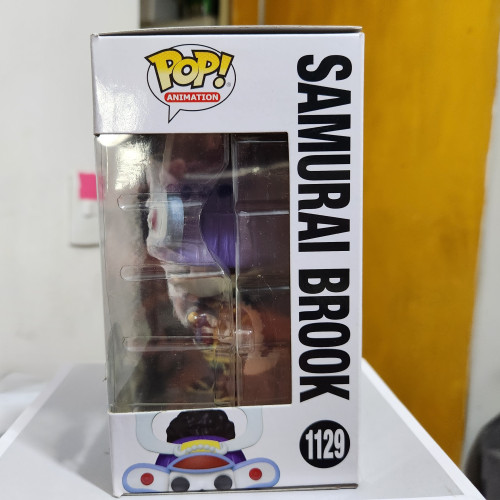 POP!
ANIMATION
SAMURAI BROOK
1129